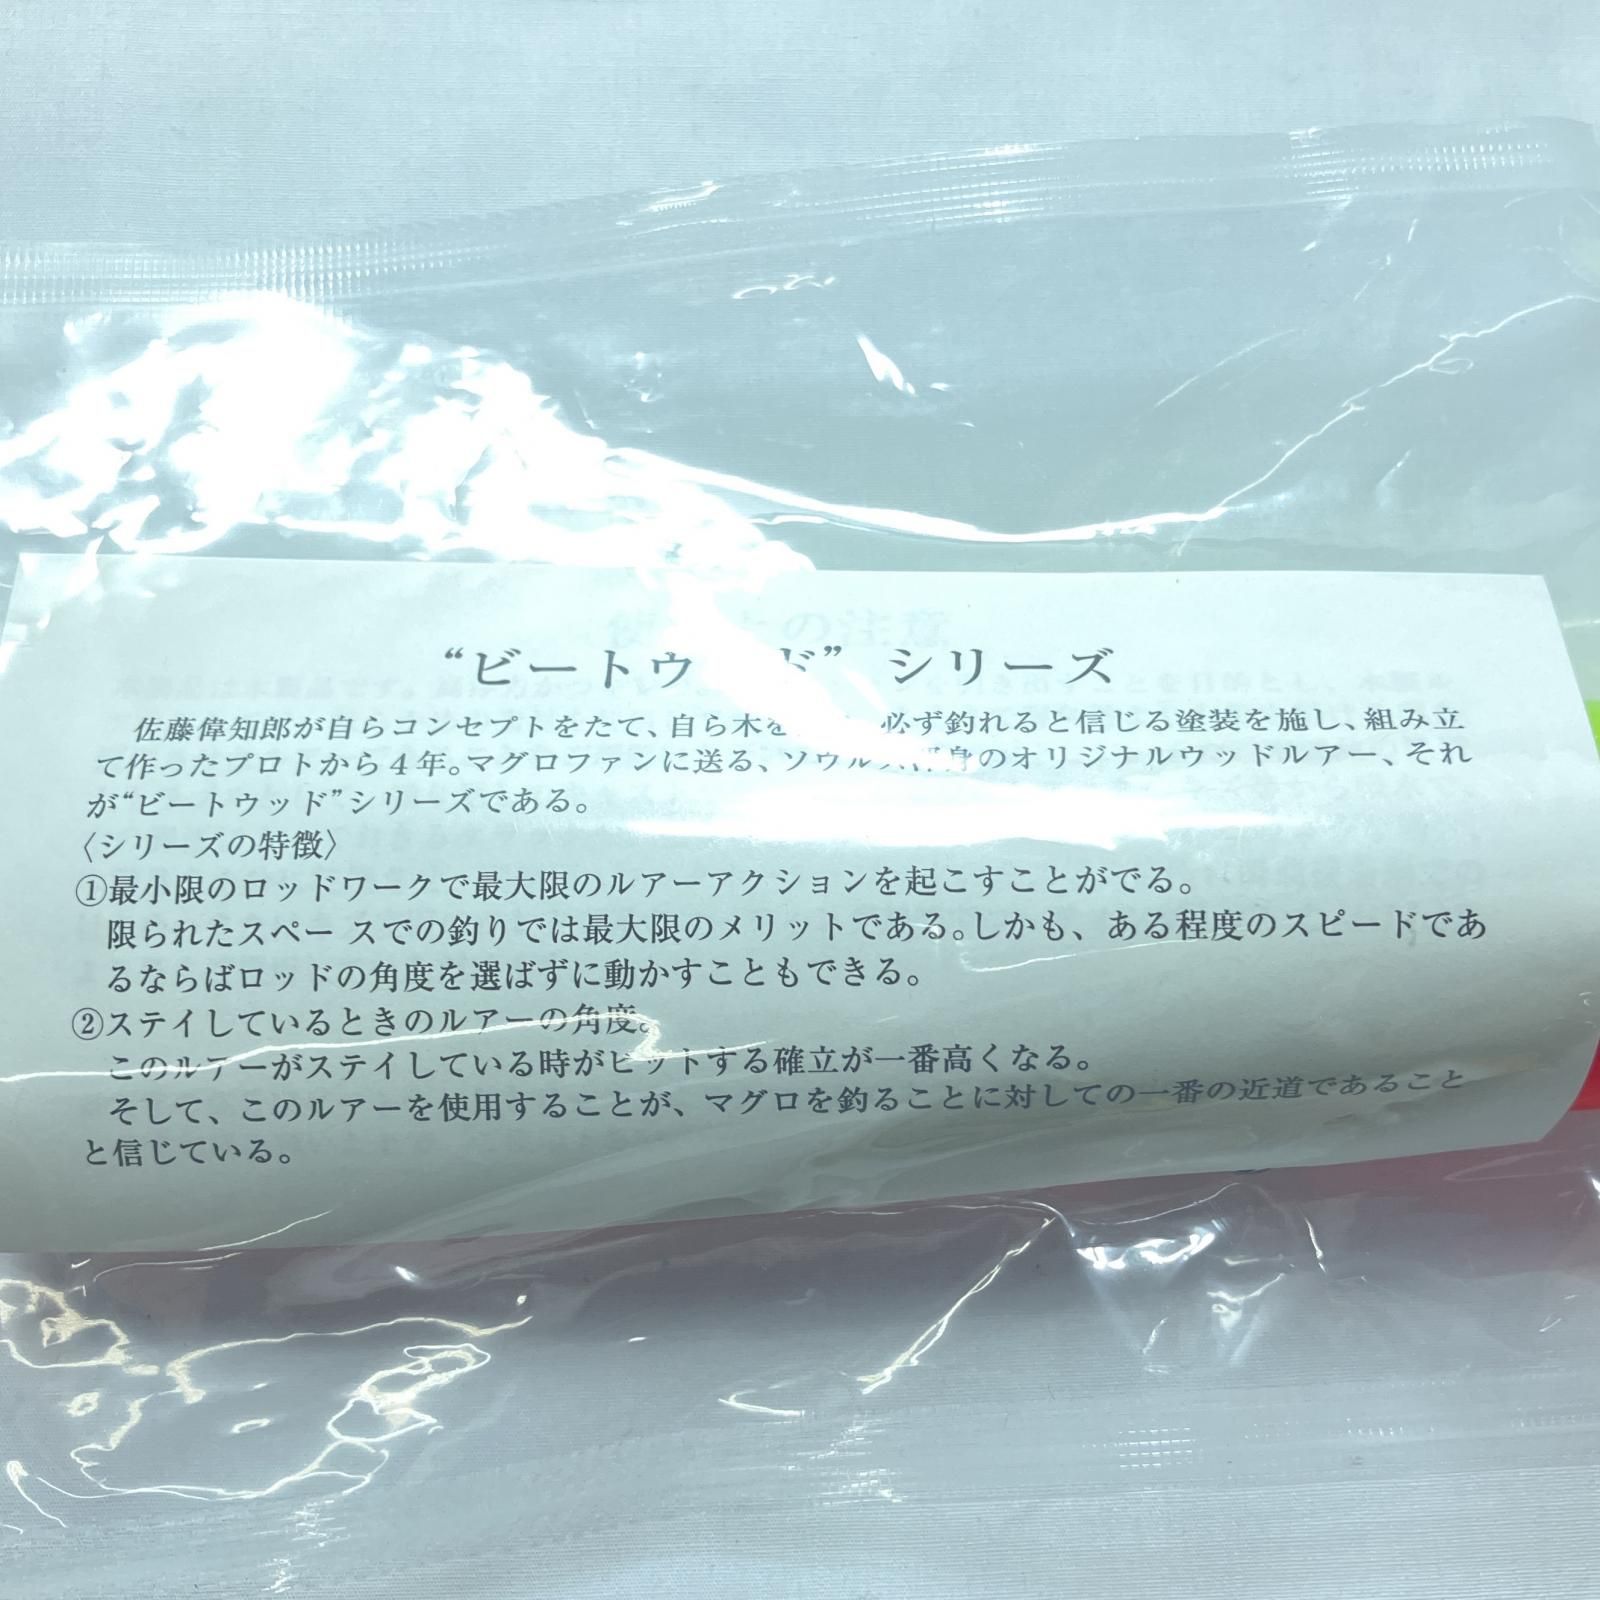 “ビートウ ド” シリーズ
佐藤偉知郎が自らコンセプトをたて、自ら木を 必ず釣れると信じる塗装を施し、組み立
て作ったプロトから4年。マグロファンに送る、ソウル 身のオリジナルウッドルアー、それ
が“ビートウッド”シリーズである。
〈シリーズの特徴〉
①最小限のロッドワークで最大限のルアーアクションを起こすことがでる。
限られたスペー スでの釣りでは最大限のメリットである。しかも、ある程度のスピードであ
るならばロッドの角度を選ばずに動かすこともできる。
②ステイしているときのルアーの角度。
このルアーがステイしている時がヒットする確立が一番高くなる。
そして、このルアーを使用することが、マグロを釣ることに対しての一番の近道であること
と信じている。